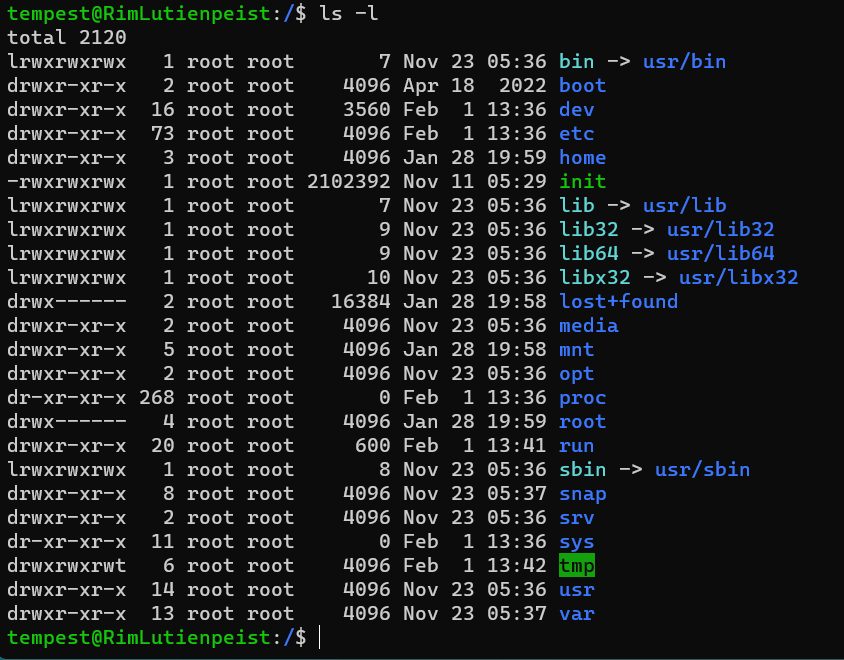 tempest@RimLutienpeist:/$ ls -l
total 2120
lrwxrwxrwx   1 root root       7 Nov 23 05:36 bin -> usr/bin
drwxr-xr-x   2 root root    4096 Apr 18  2022 boot
drwxr-xr-x  16 root root    3560 Feb  1 13:36 dev
drwxr-xr-x  73 root root    4096 Feb  1 13:36 etc
drwxr-xr-x   3 root root    4096 Jan 28 19:59 home
-rwxrwxrwx   1 root root 2102392 Nov 11 05:29 init
lrwxrwxrwx   1 root root       7 Nov 23 05:36 lib -> usr/lib
lrwxrwxrwx   1 root root       9 Nov 23 05:36 lib32 -> usr/lib32
lrwxrwxrwx   1 root root       9 Nov 23 05:36 lib64 -> usr/lib64
lrwxrwxrwx   1 root root      10 Nov 23 05:36 libx32 -> usr/libx32
drwx------   2 root root   16384 Jan 28 19:58 lost+found
drwxr-xr-x   2 root root    4096 Nov 23 05:36 media
drwxr-xr-x   5 root root    4096 Jan 28 19:58 mnt
drwxr-xr-x   2 root root    4096 Nov 23 05:36 opt
dr-xr-xr-x 268 root root       0 Feb  1 13:36 proc
drwx------   4 root root    4096 Jan 28 19:59 root
drwxr-xr-x  20 root root     600 Feb  1 13:41 run
lrwxrwxrwx   1 root root       8 Nov 23 05:36 sbin -> usr/sbin
drwxr-xr-x   8 root root    4096 Nov 23 05:37 snap
drwxr-xr-x   2 root root    4096 Nov 23 05:36 srv
dr-xr-xr-x  11 root root       0 Feb  1 13:36 sys
drwxrwxrwt   6 root root    4096 Feb  1 13:42 tmp
drwxr-xr-x  14 root root    4096 Nov 23 05:36 usr
drwxr-xr-x  13 root root    4096 Nov 23 05:37 var
tempest@RimLutienpeist:/$